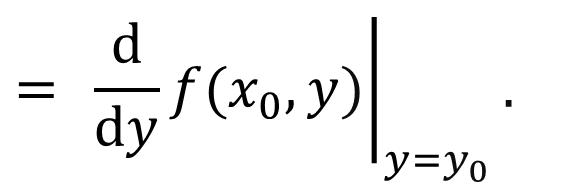 = d/dy f(x₀, y)|_{y=y₀} .